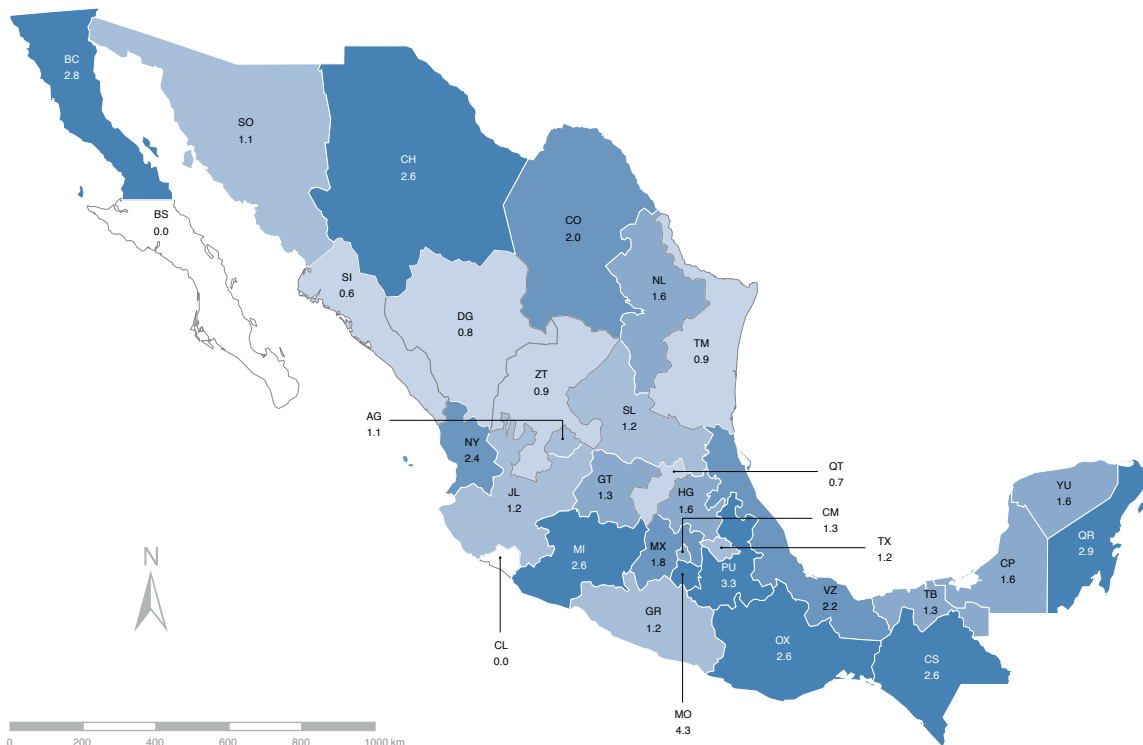 BC
2.8
SO
1.1
CH
2.6
BS
0.0
CO
2.0
SI
0.6
NL
1.6
DG
0.8
TM
0.9
ZT
0.9
AG
1.1
SL
1.2
NY
2.4
QT
0.7
GT
1.3
JL
1.2
HG
1.6
YU
1.6
CM
1.3
QR
2.9
TX
1.2
MX
1.8
MI
2.6
PU
3.3
CP
1.6
VZ
2.2
TB
1.3
GR
1.2
N
CL
0.0
OX
2.6
CS
2.6
MO
4.3
0 200 400 600 800 1000 km